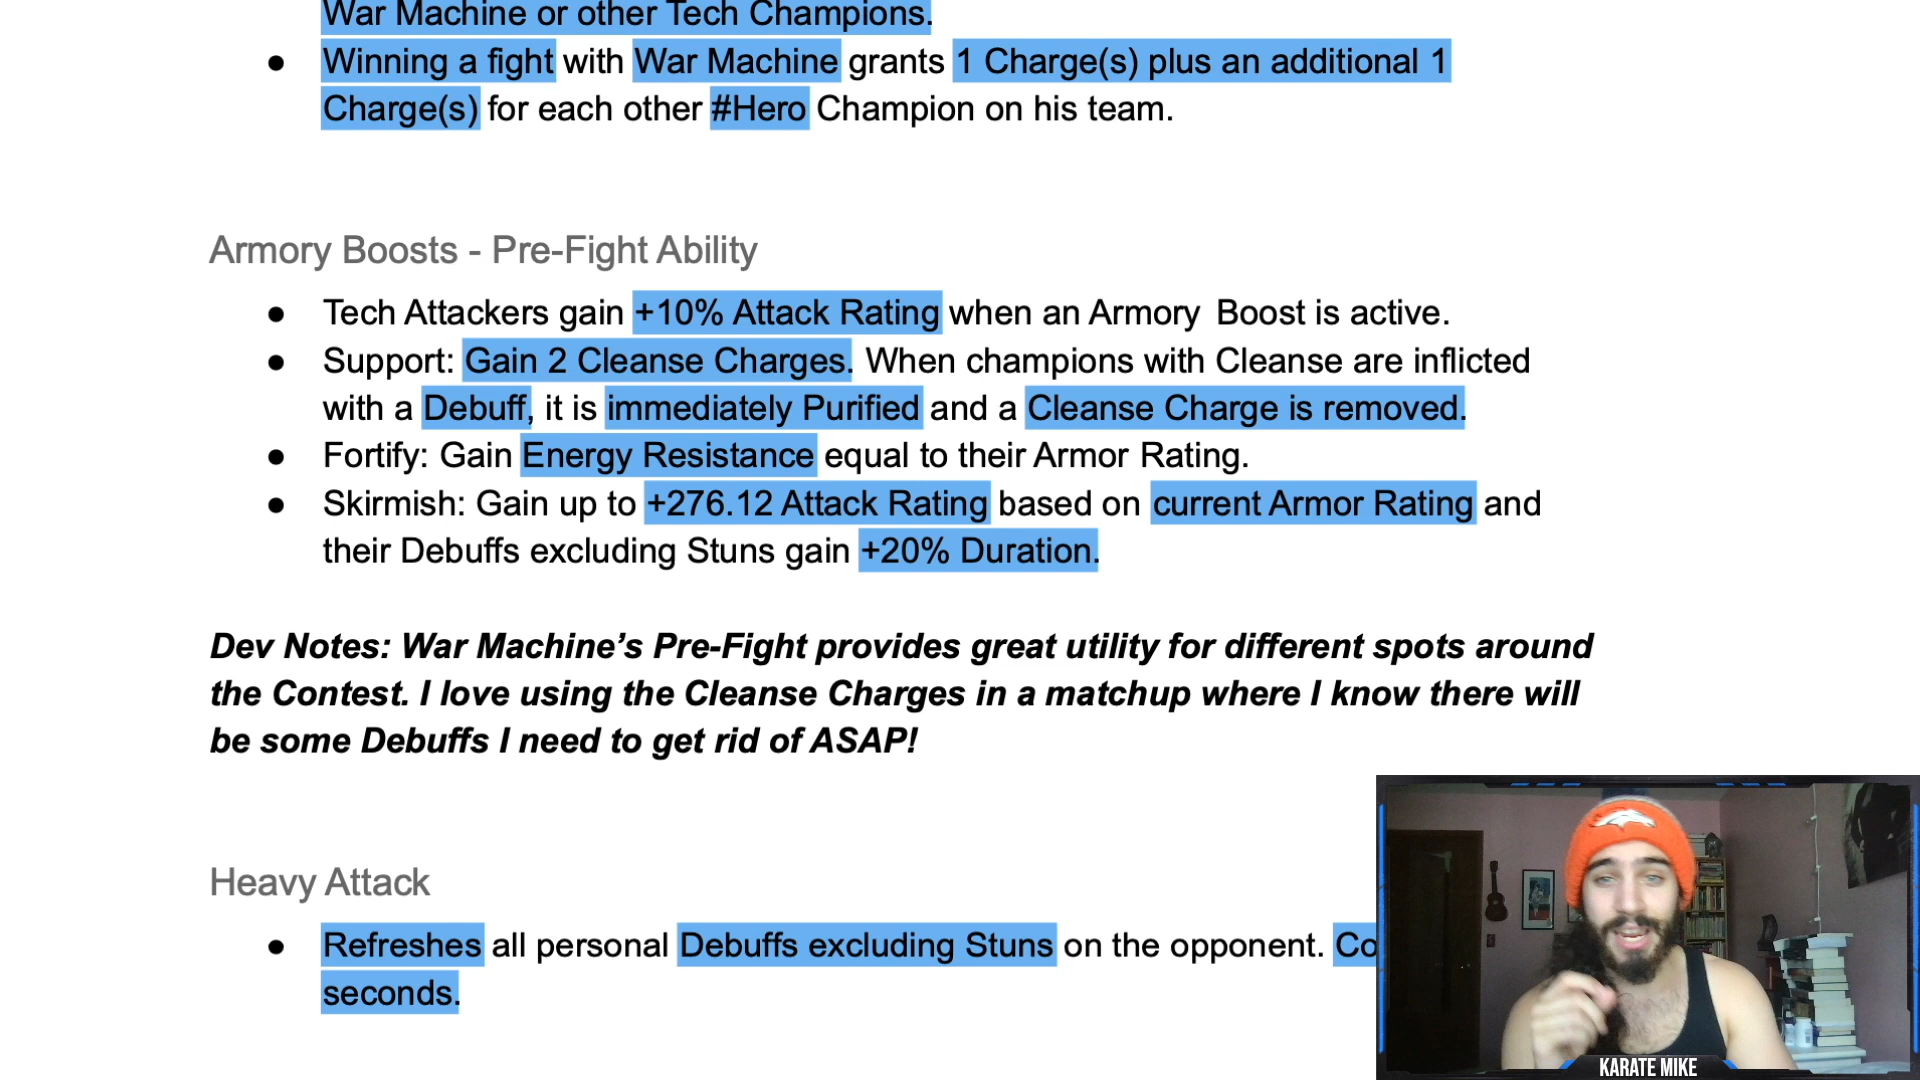 War Machine or other Tech Champions.
● Winning a fight with War Machine grants 1 Charge(s) plus an additional 1
Charge(s) for each other #Hero Champion on his team.
Armory Boosts - Pre-Fight Ability
● Tech Attackers gain +10% Attack Rating when an Armory Boost is active.
● Support: Gain 2 Cleanse Charges. When champions with Cleanse are inflicted
with a Debuff, it is immediately Purified and a Cleanse Charge is removed.
● Fortify: Gain Energy Resistance equal to their Armor Rating.
● Skirmish: Gain up to +276.12 Attack Rating based on current Armor Rating and
their Debuffs excluding Stuns gain +20% Duration.
Dev Notes: War Machine’s Pre-Fight provides great utility for different spots around
the Contest. I love using the Cleanse Charges in a matchup where I know there will
be some Debuffs I need to get rid of ASAP!
Heavy Attack
● Refreshes all personal Debuffs excluding Stuns on the opponent. Co
seconds.
KARATE MIKE